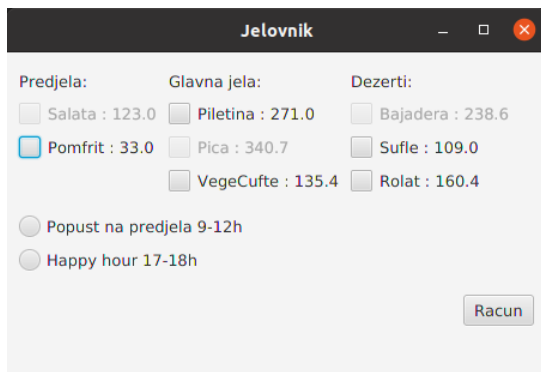 Jelovnik
Predjela: Glavna jela: Dezerti:
Salata : 123.0 Piletina : 271.0 Bajadera : 238.6
Pomfrit : 33.0 Pica : 340.7 Sufle : 109.0
VegeCufte : 135.4 Rolat : 160.4
Popust na predjela 9-12h
Happy hour 17-18h
Racun